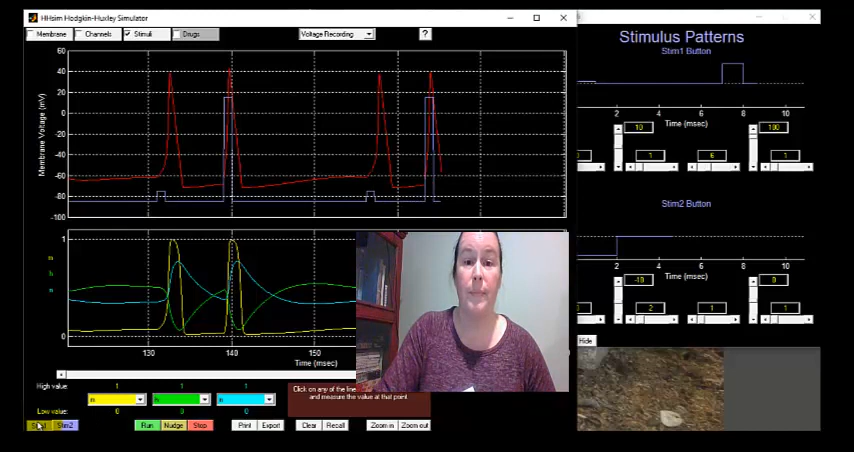 HHsim Hodgkin-Huxley Simulator
Membrane Channels Stimuli Drugs Voltage Recording ?
Membrane Voltage (mV)
60
40
20
0
-20
-40
-60
-80
-100
m
h
n
1
0
130 140 150
Time (msec)
High value: 1 1 1
m h n
Low value: 0 0 0
Click on any of the line
and measure the value at that point
Stim1 Stim2 Run Nudge Stop Print Export Clear Recall Zoom in Zoom out
Stimulus Patterns
Stim1 Button
2 4 6 8 10
Time (msec)
10 100
1 6 1
Stim2 Button
2 4 6 8 10
Time (msec)
-10 0
2 1 1
Hide